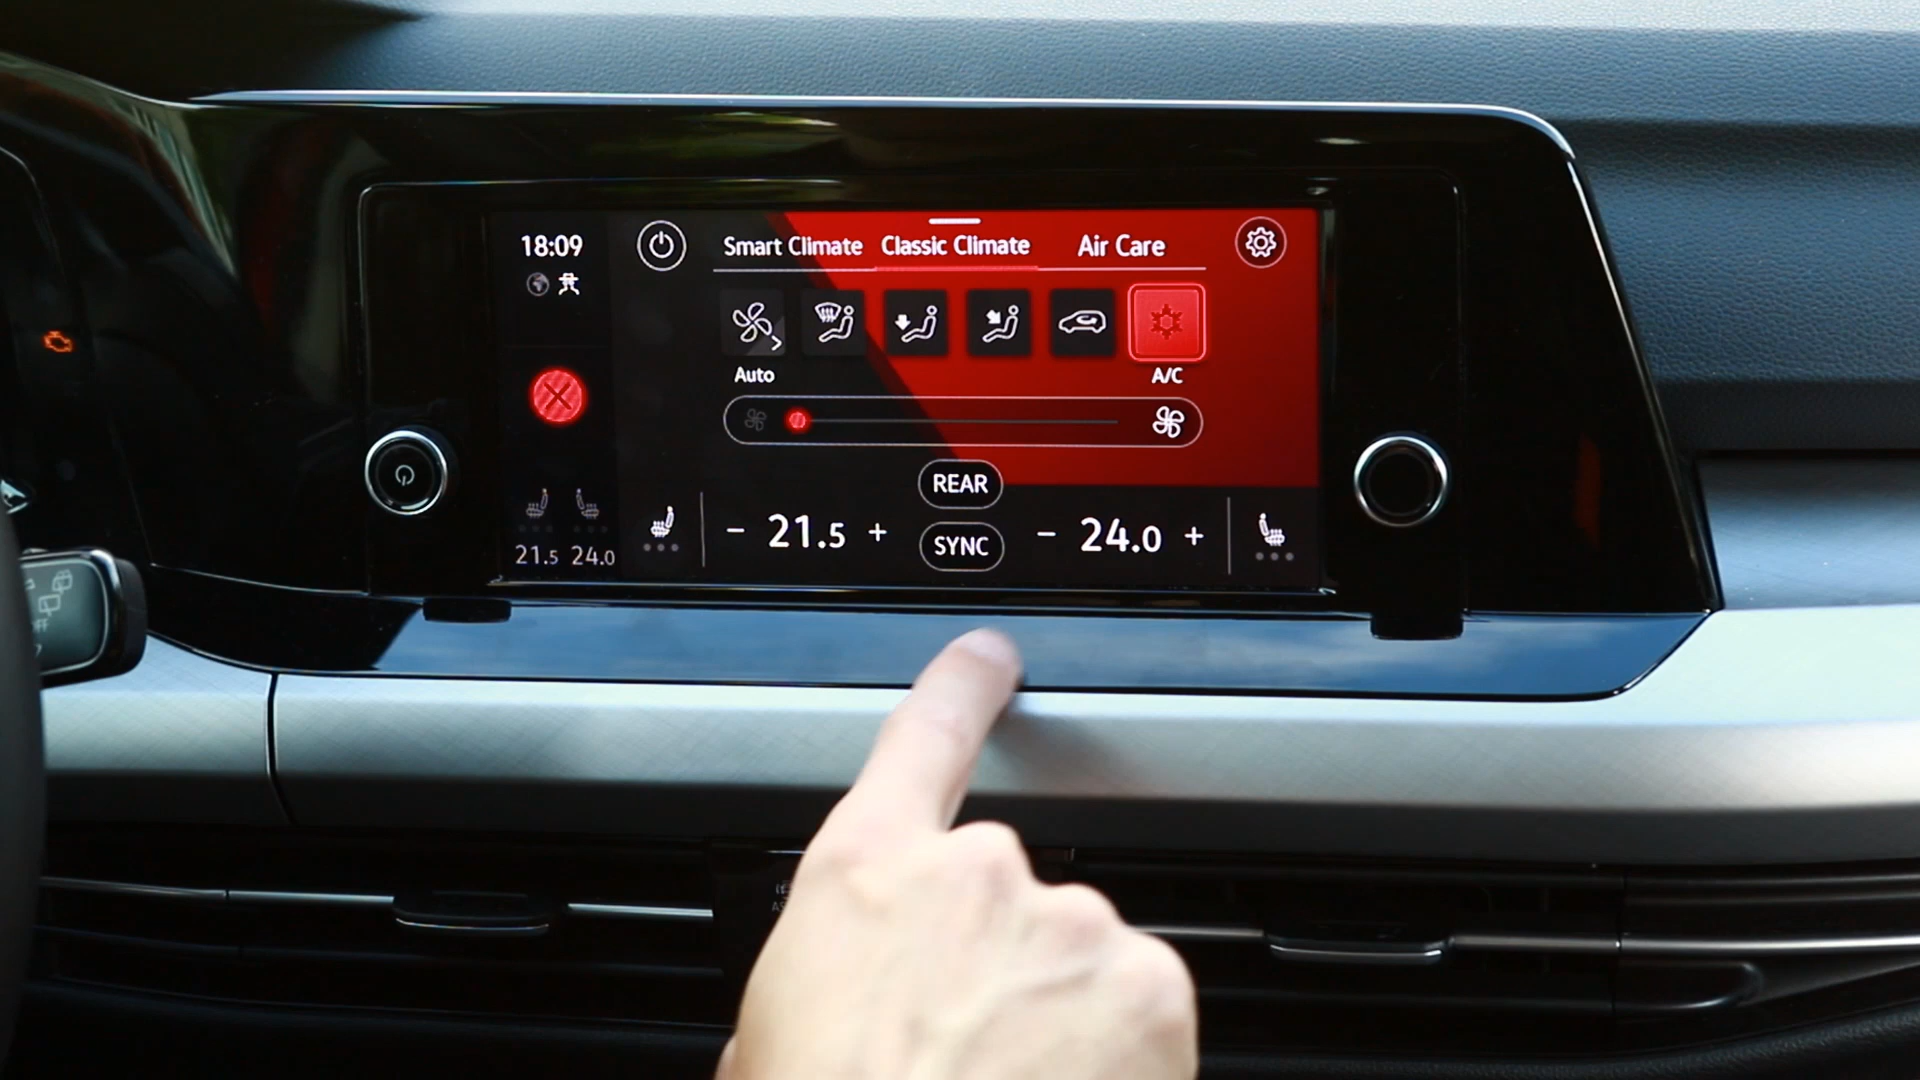 18:09
Smart Climate Classic Climate Air Care
Auto
A/C
REAR
21.5 24.0
- 21.5 +
SYNC
- 24.0 +
OFF